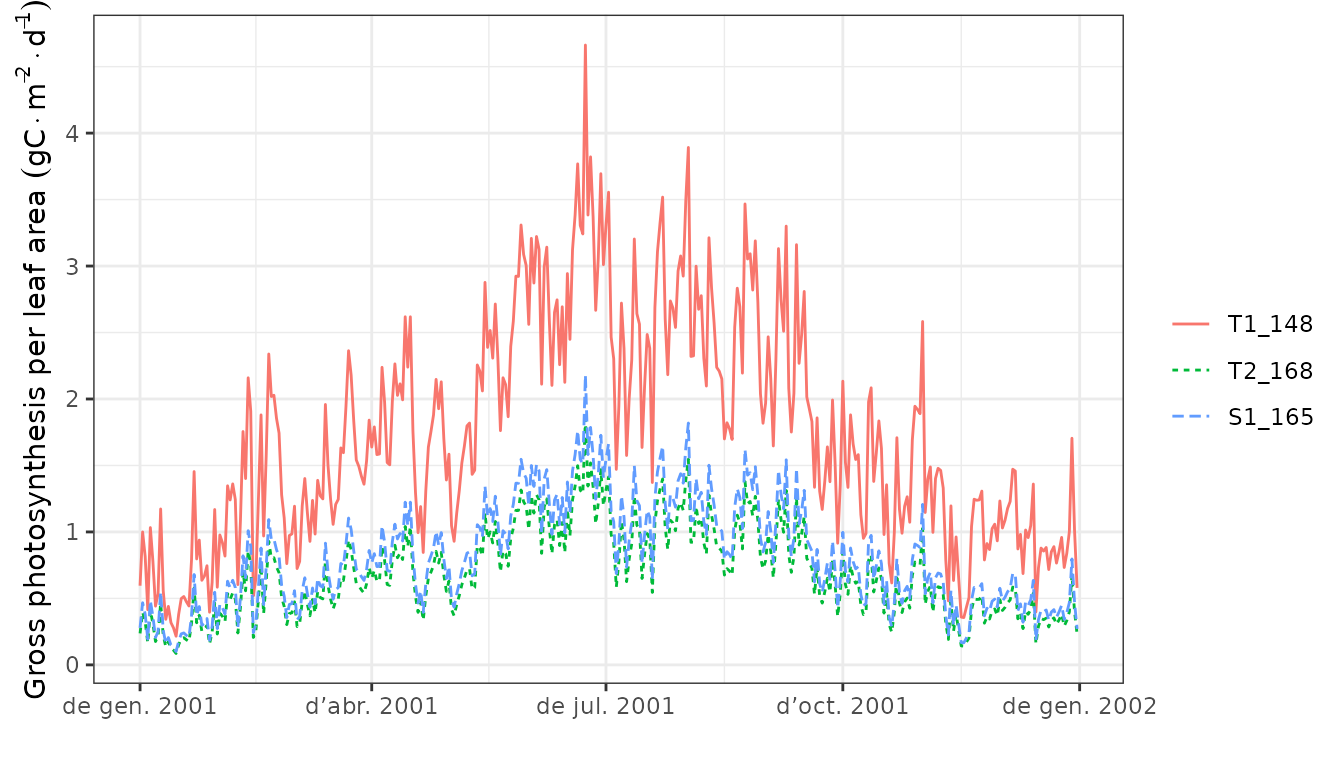 Gross photosynthesis per leaf area (gC · m⁻² · d⁻¹)
4
3
2
1
0
de gen. 2001
d’abr. 2001
de jul. 2001
d’oct. 2001
de gen. 2002
T1_148
T2_168
S1_165